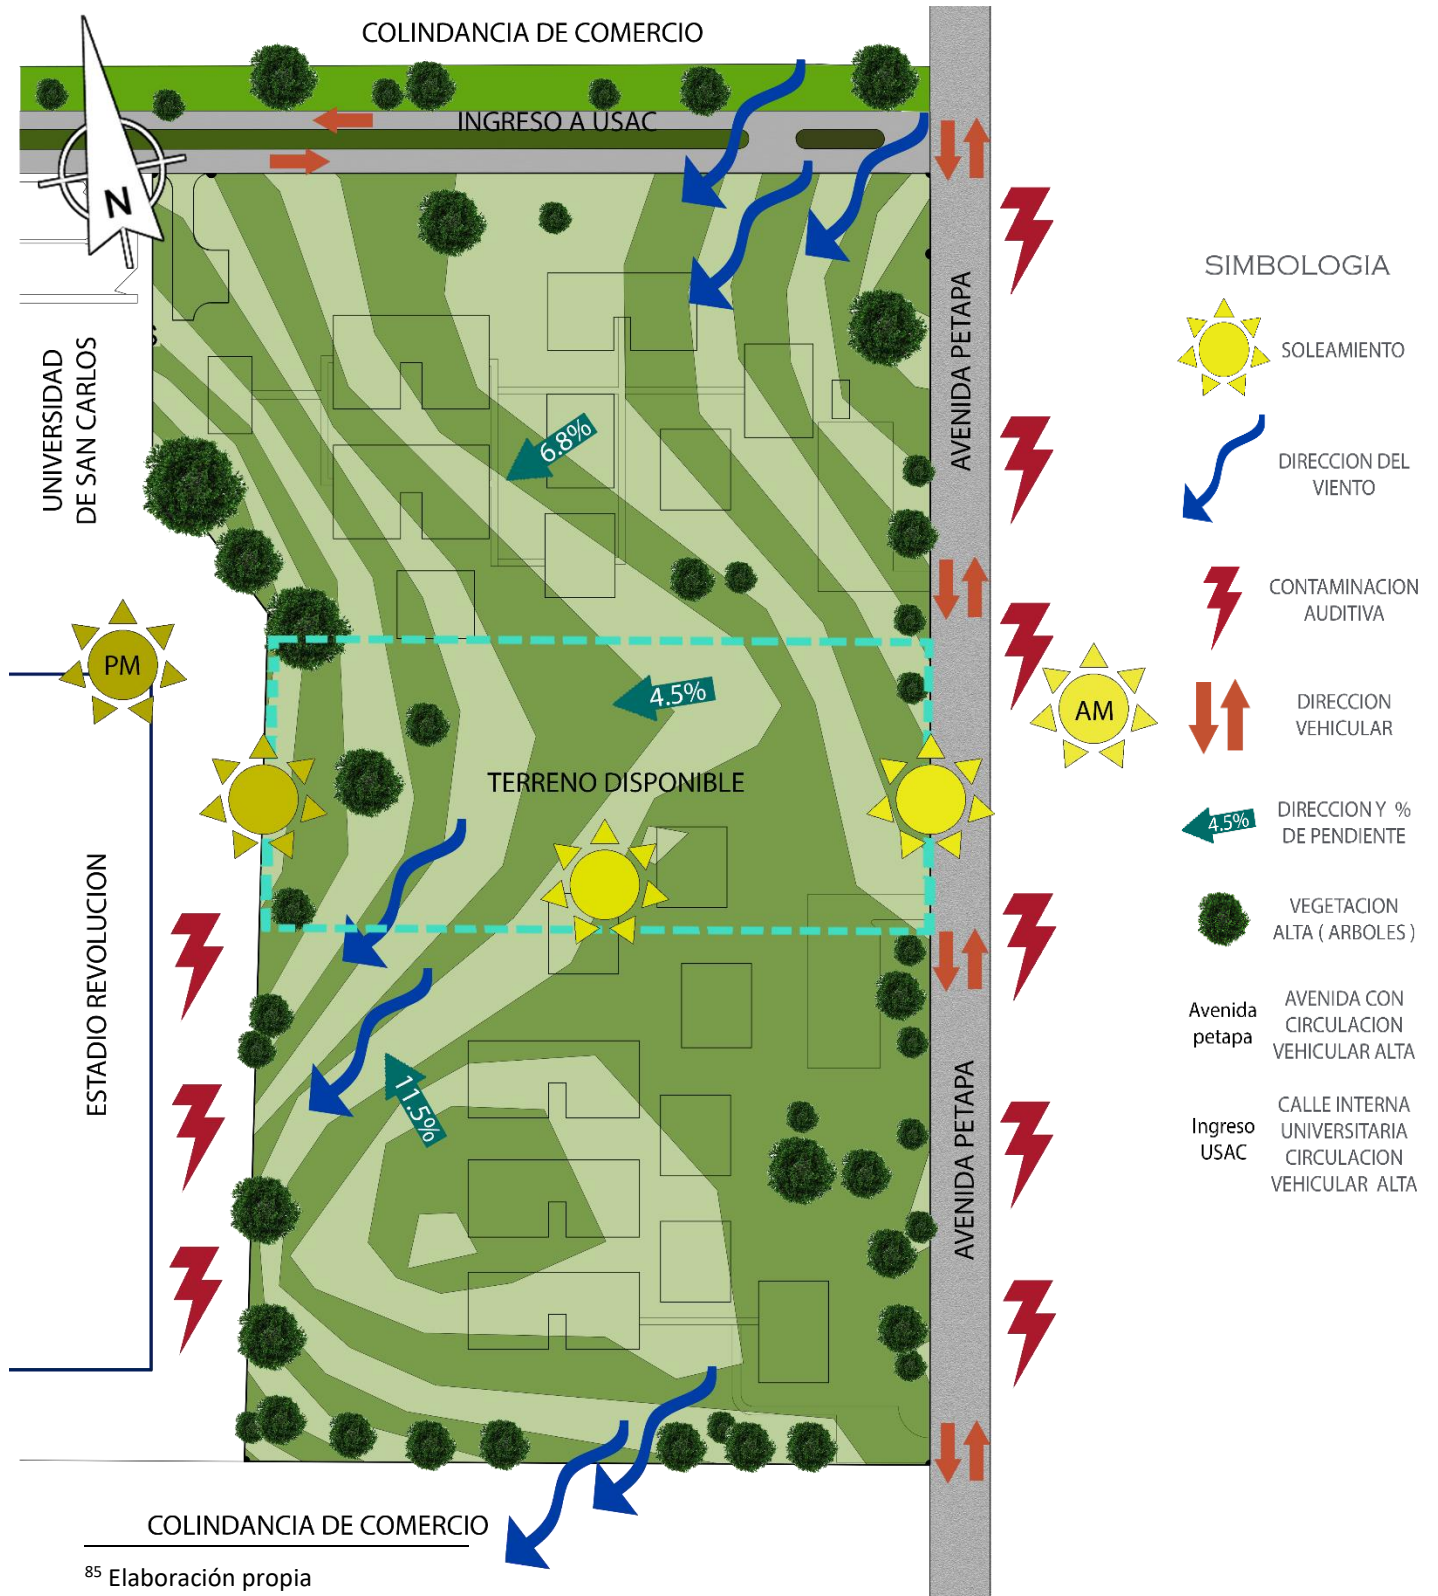 COLINDANCIA DE COMERCIO
INGRESO A USAC
N
UNIVERSIDAD
DE SAN CARLOS
AVENIDA PETAPA
6.8%
PM
4.5%
AM
TERRENO DISPONIBLE
ESTADIO REVOLUCION
11.5%
AVENIDA PETAPA
COLINDANCIA DE COMERCIO
85 Elaboración propia
SIMBOLOGIA
SOLEAMIENTO
DIRECCION DEL
VIENTO
CONTAMINACION
AUDITIVA
DIRECCION
VEHICULAR
4.5%
DIRECCION Y %
DE PENDIENTE
VEGETACION
ALTA ( ARBOLES )
Avenida
petapa
AVENIDA CON
CIRCULACION
VEHICULAR ALTA
Ingreso
USAC
CALLE INTERNA
UNIVERSITARIA
CIRCULACION
VEHICULAR ALTA